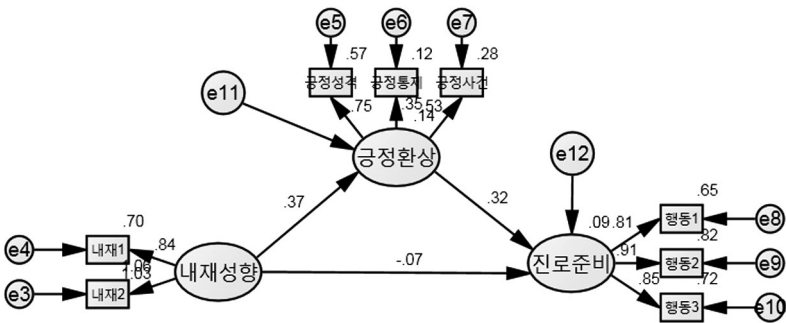 e5 e6 e7
.57 .12 .28
긍정성격 긍정통제 긍정사건
e11
.75 .35 .53
.14
긍정환상
e12
.37 .32
.65
.70
.09 .81 행동1 e8
e4 내재1 .84
.82
1.06
-.07
.91 행동2 e9
내재성향 진로준비
1.03
e3 내재2
.85 .72
행동3 e10